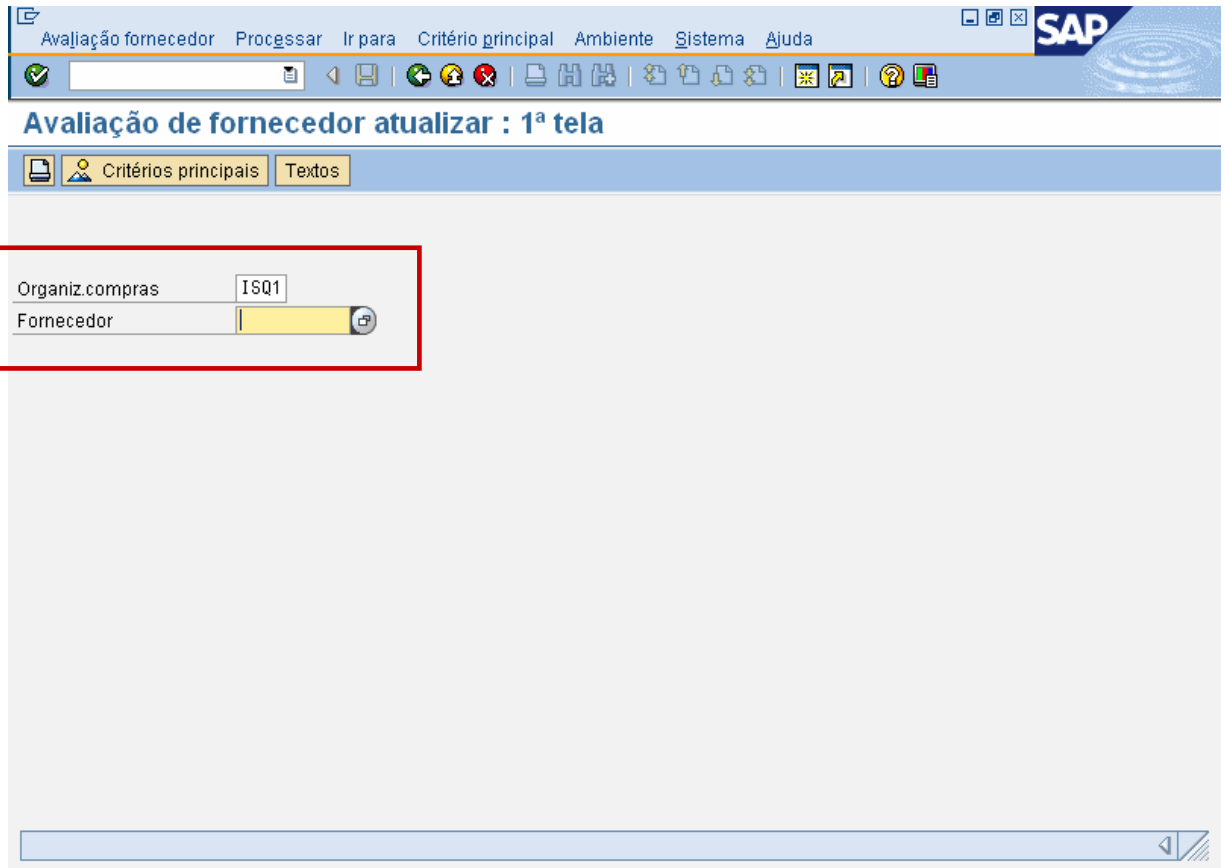 Avaliação fornecedor Processar Ir para Critério principal Ambiente Sistema Ajuda
SAP
Avaliação de fornecedor atualizar : 1ª tela
Critérios principais Textos
Organiz.compras ISQ1
Fornecedor